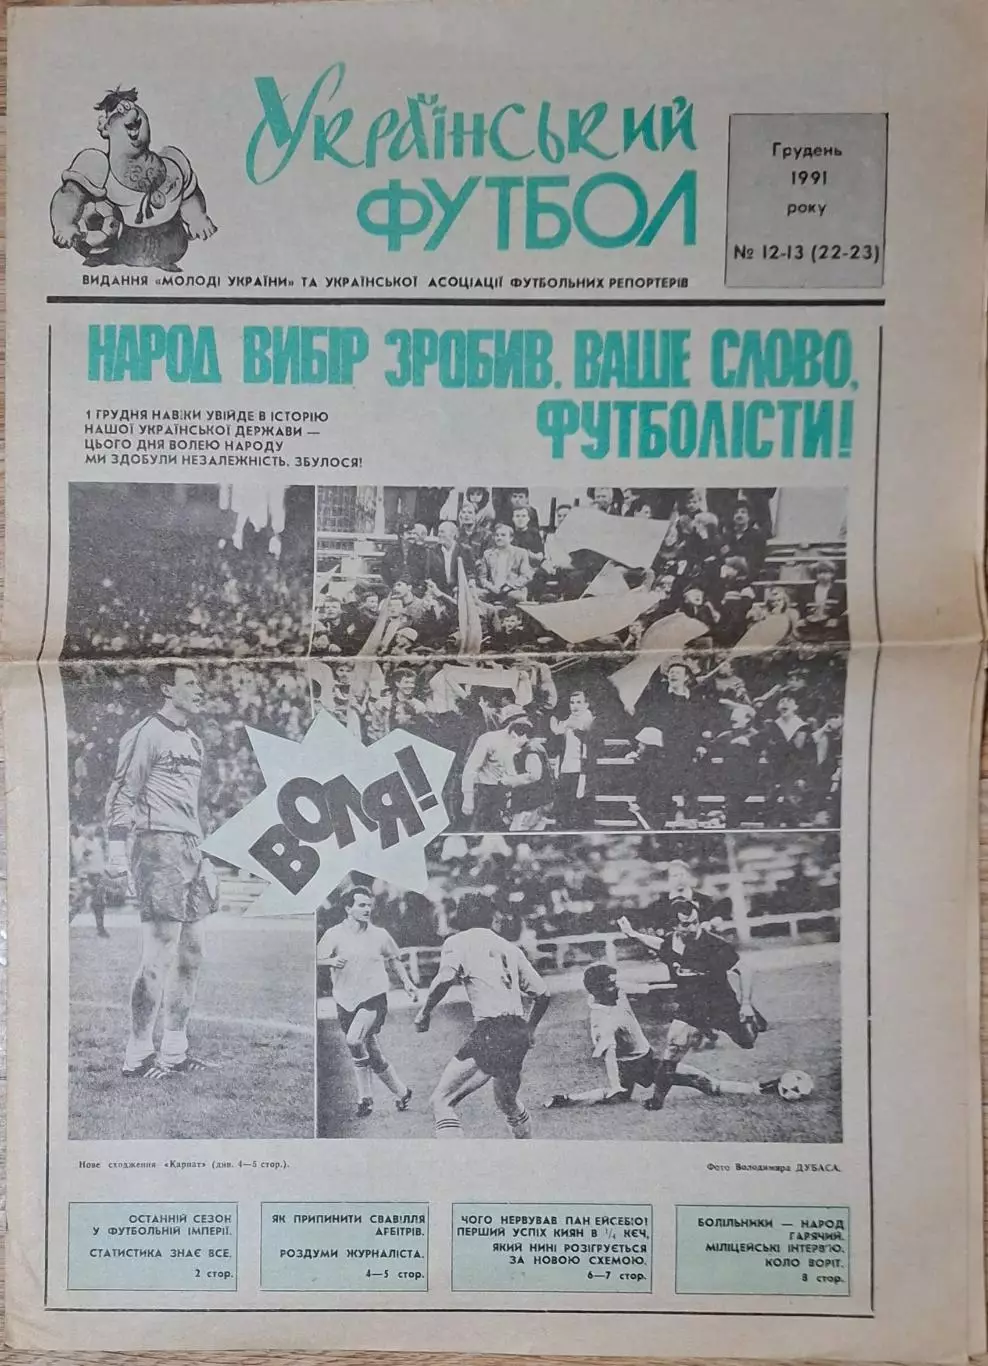 Український
ФУТБОЛ
Грудень
1991
року
№ 12-13 (22-23)
ВИДАННЯ «МОЛОДІ УКРАЇНИ» ТА УКРАЇНСЬКОЇ АСОЦІАЦІЇ ФУТБОЛЬНИХ РЕПОРТЕРІВ
НАРОД ВИБІР ЗРОБИВ. ВАШЕ СЛОВО,
ФУТБОЛІСТИ!
1 ГРУДНЯ НАВІКИ УВІЙДЕ В ІСТОРІЮ
НАШОЇ УКРАЇНСЬКОЇ ДЕРЖАВИ —
ЦЬОГО ДНЯ ВОЛЕЮ НАРОДУ
МИ ЗДОБУЛИ НЕЗАЛЕЖНІСТЬ. ЗБУЛОСЯ!
ВОЛЯ!
Нове сходження «Карпат» (див. 4—5 стор.).
Фото Володимира ДУБАСА.
ОСТАННІЙ СЕЗОН
У ФУТБОЛЬНІЙ ІМПЕРІЇ.
СТАТИСТИКА ЗНАЄ ВСЕ.
2 стор.
ЯК ПРИПИНИТИ СВАВІЛЛЯ
АРБІТРІВ.
РОЗДУМИ ЖУРНАЛІСТА.
4—5 стор.
ЧОГО НЕРВУВАВ ПАН ЕЙСЕБІО!
ПЕРШИЙ УСПІХ КИЯН В 1/4 КЕЧ,
ЯКИЙ НИНІ РОЗІГРУЄТЬСЯ
ЗА НОВОЮ СХЕМОЮ.
6—7 стор.
БОЛІЛЬНИКИ — НАРОД
ГАРЯЧИЙ.
МІЛІЦЕЙСЬКІ ІНТЕРВ'Ю.
КОЛО ВОРІТ.
8 стор.